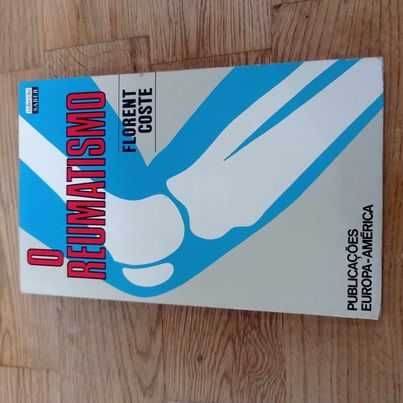 SABER
O
REUMATISMO
FLORENT
COSTE
PUBLICAÇÕES
EUROPA-AMÉRICA